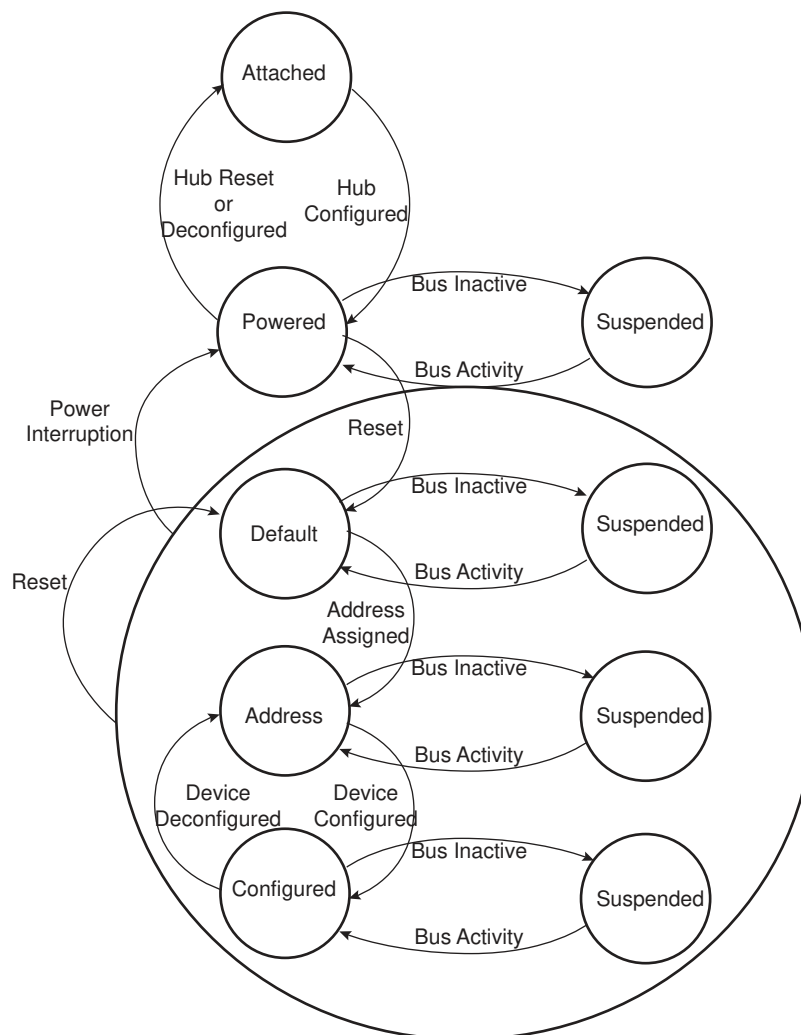 Attached
Hub Reset
or
Deconfigured
Hub
Configured
Bus Inactive
Powered
Suspended
Bus Activity
Power
Interruption
Reset
Bus Inactive
Default
Suspended
Bus Activity
Reset
Address
Assigned
Bus Inactive
Address
Suspended
Bus Activity
Device
Deconfigured
Device
Configured
Bus Inactive
Configured
Suspended
Bus Activity